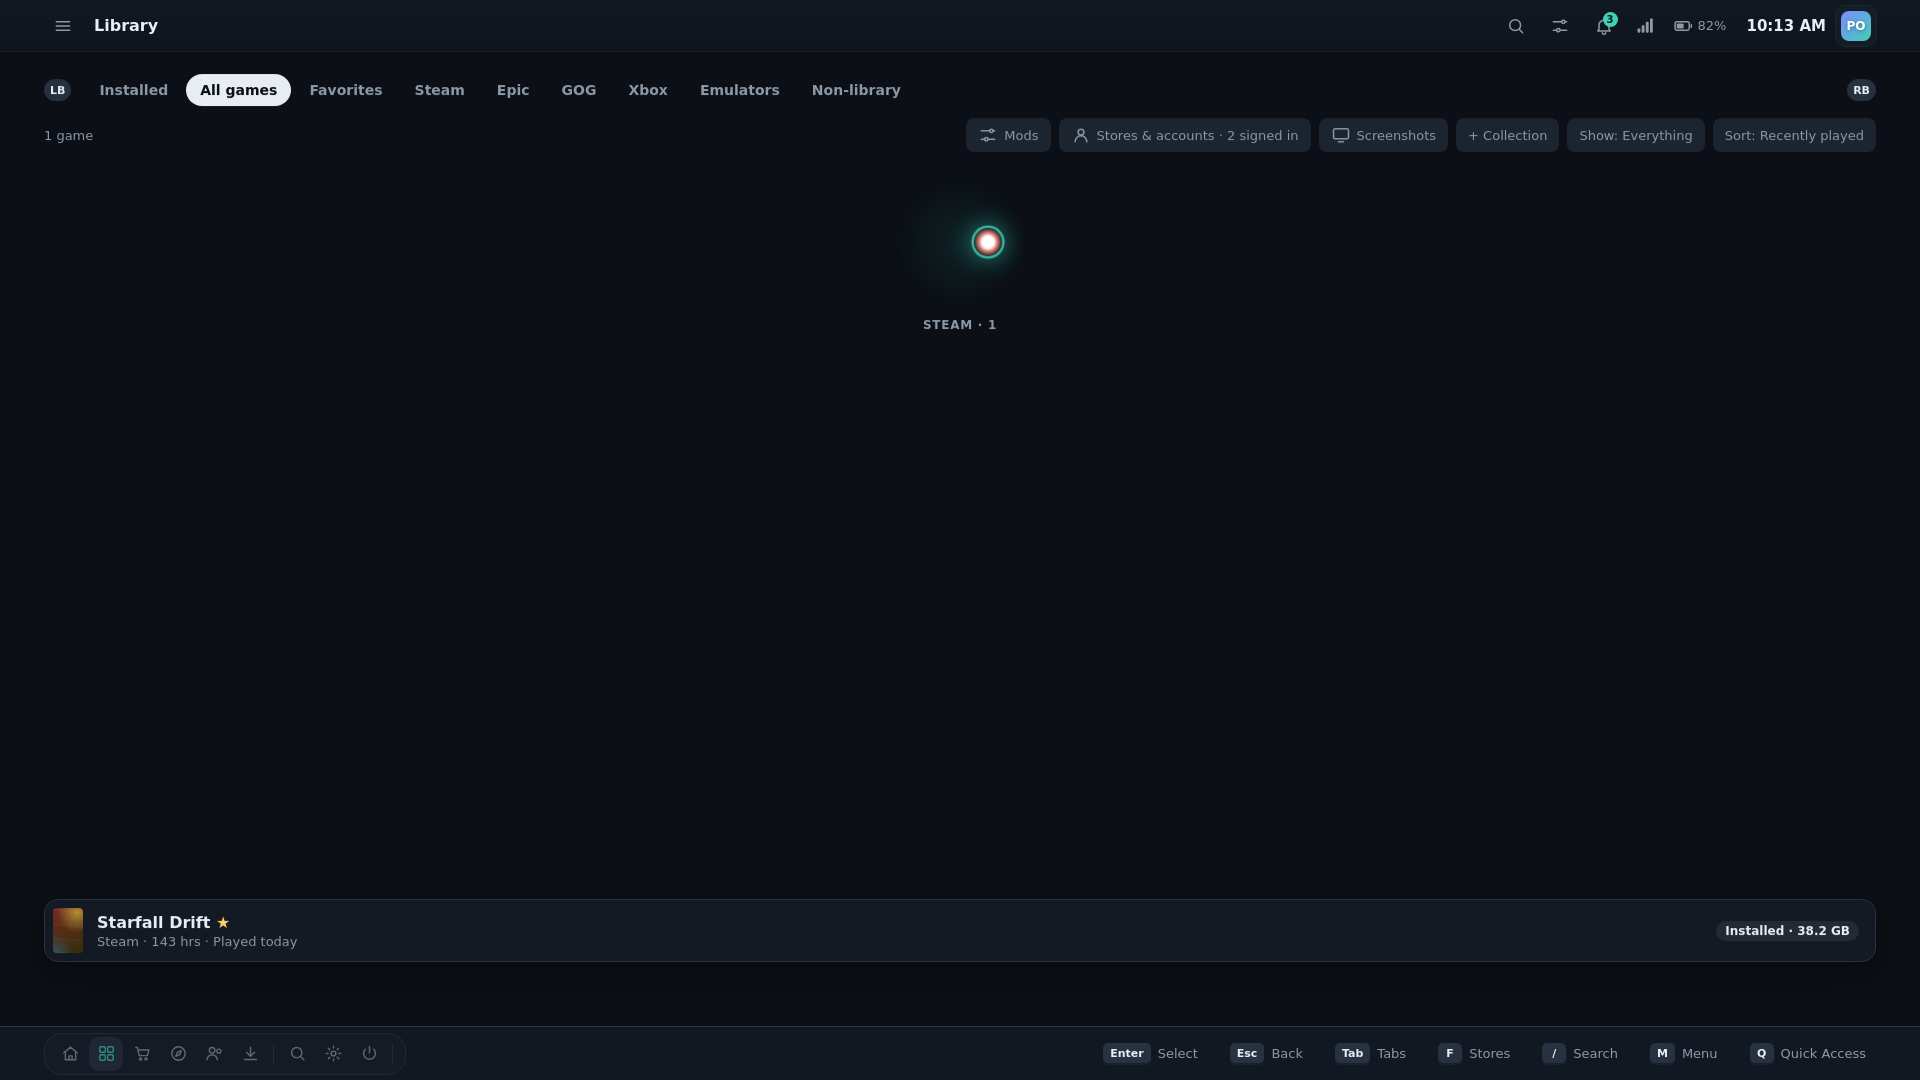 Library
3
82%
10:13 AM
PO
LB
Installed
All games
Favorites
Steam
Epic
GOG
Xbox
Emulators
Non-library
RB
1 game
Mods
Stores & accounts · 2 signed in
Screenshots
+ Collection
Show: Everything
Sort: Recently played
STEAM · 1
Starfall Drift ★
Steam · 143 hrs · Played today
Installed · 38.2 GB
Enter Select
Esc Back
Tab Tabs
F Stores
/ Search
M Menu
Q Quick Access